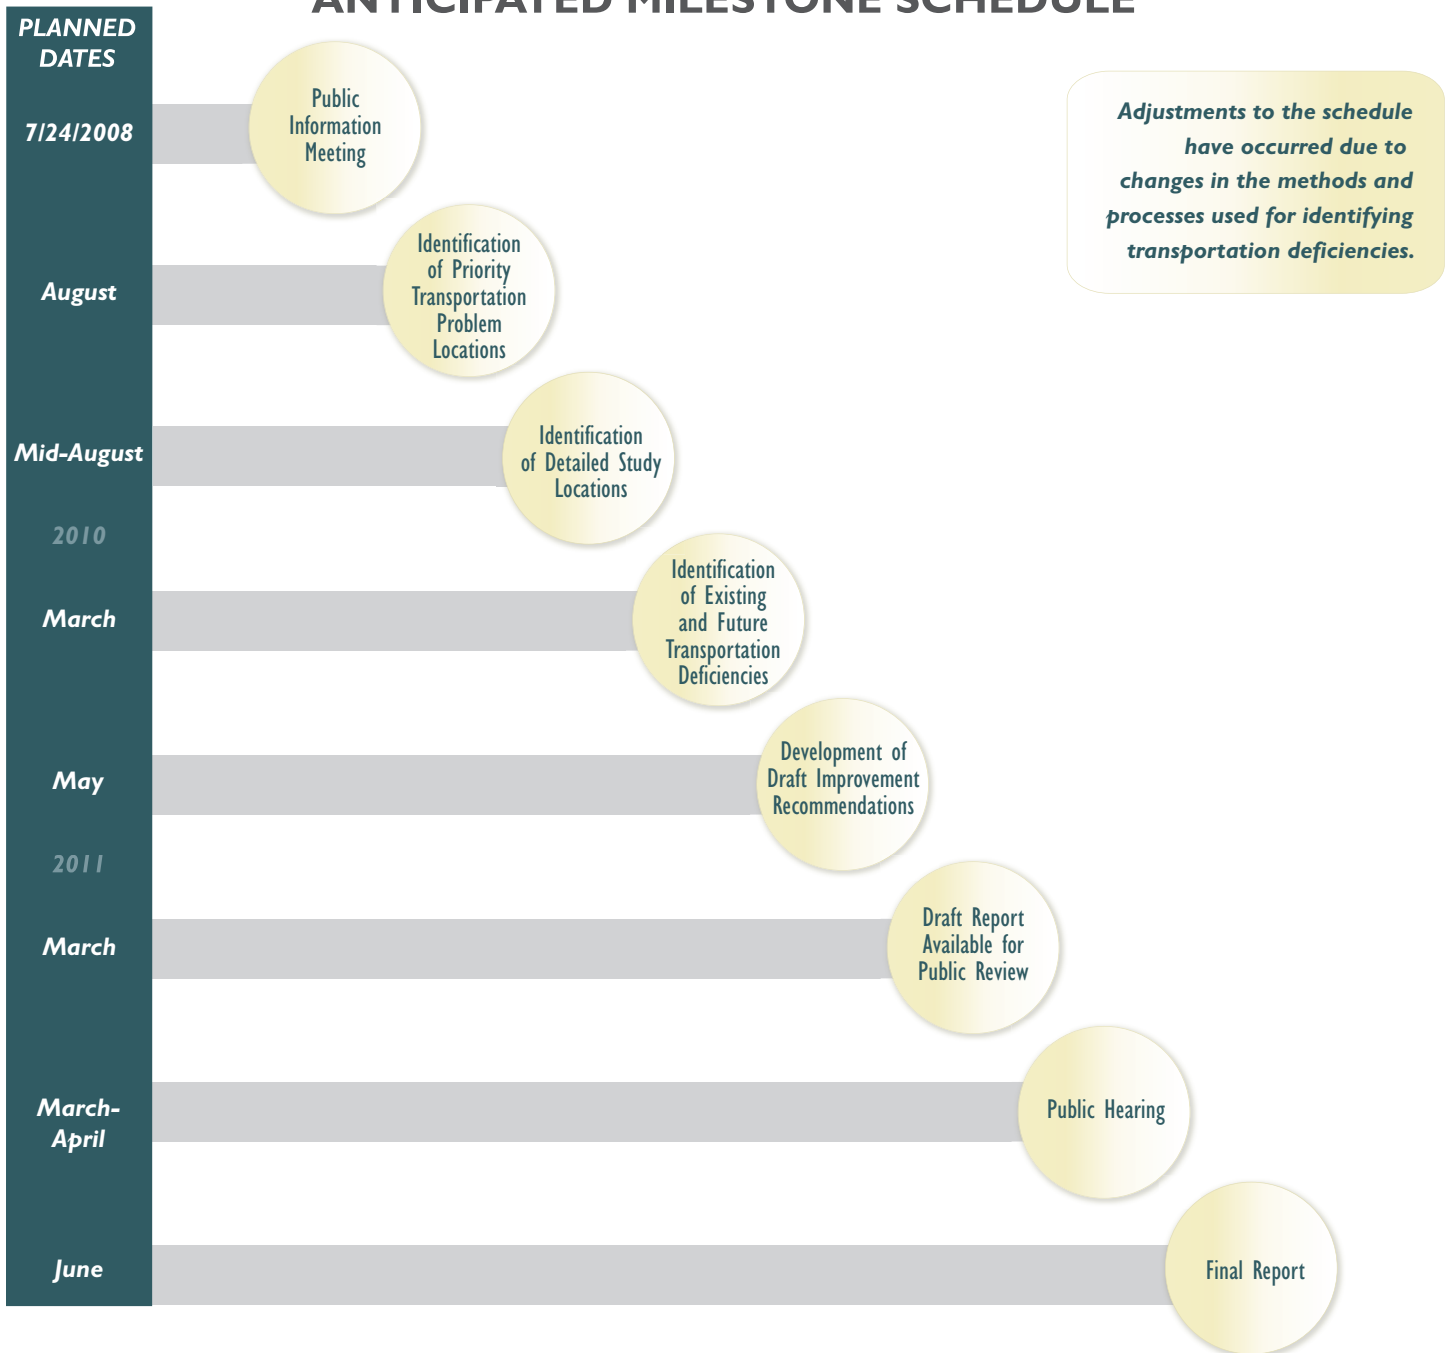 ANTICIPATED MILESTONE SCHEDULE
PLANNED
DATES
7/24/2008
Public
Information
Meeting
Adjustments to the schedule
have occurred due to
changes in the methods and
processes used for identifying
transportation deficiencies.
August
Identification
of Priority
Transportation
Problem
Locations
Mid-August
Identification
of Detailed Study
Locations
2010
March
Identification
of Existing
and Future
Transportation
Deficiencies
May
Development of
Draft Improvement
Recommendations
2011
March
Draft Report
Available for
Public Review
March-
April
Public Hearing
June
Final Report